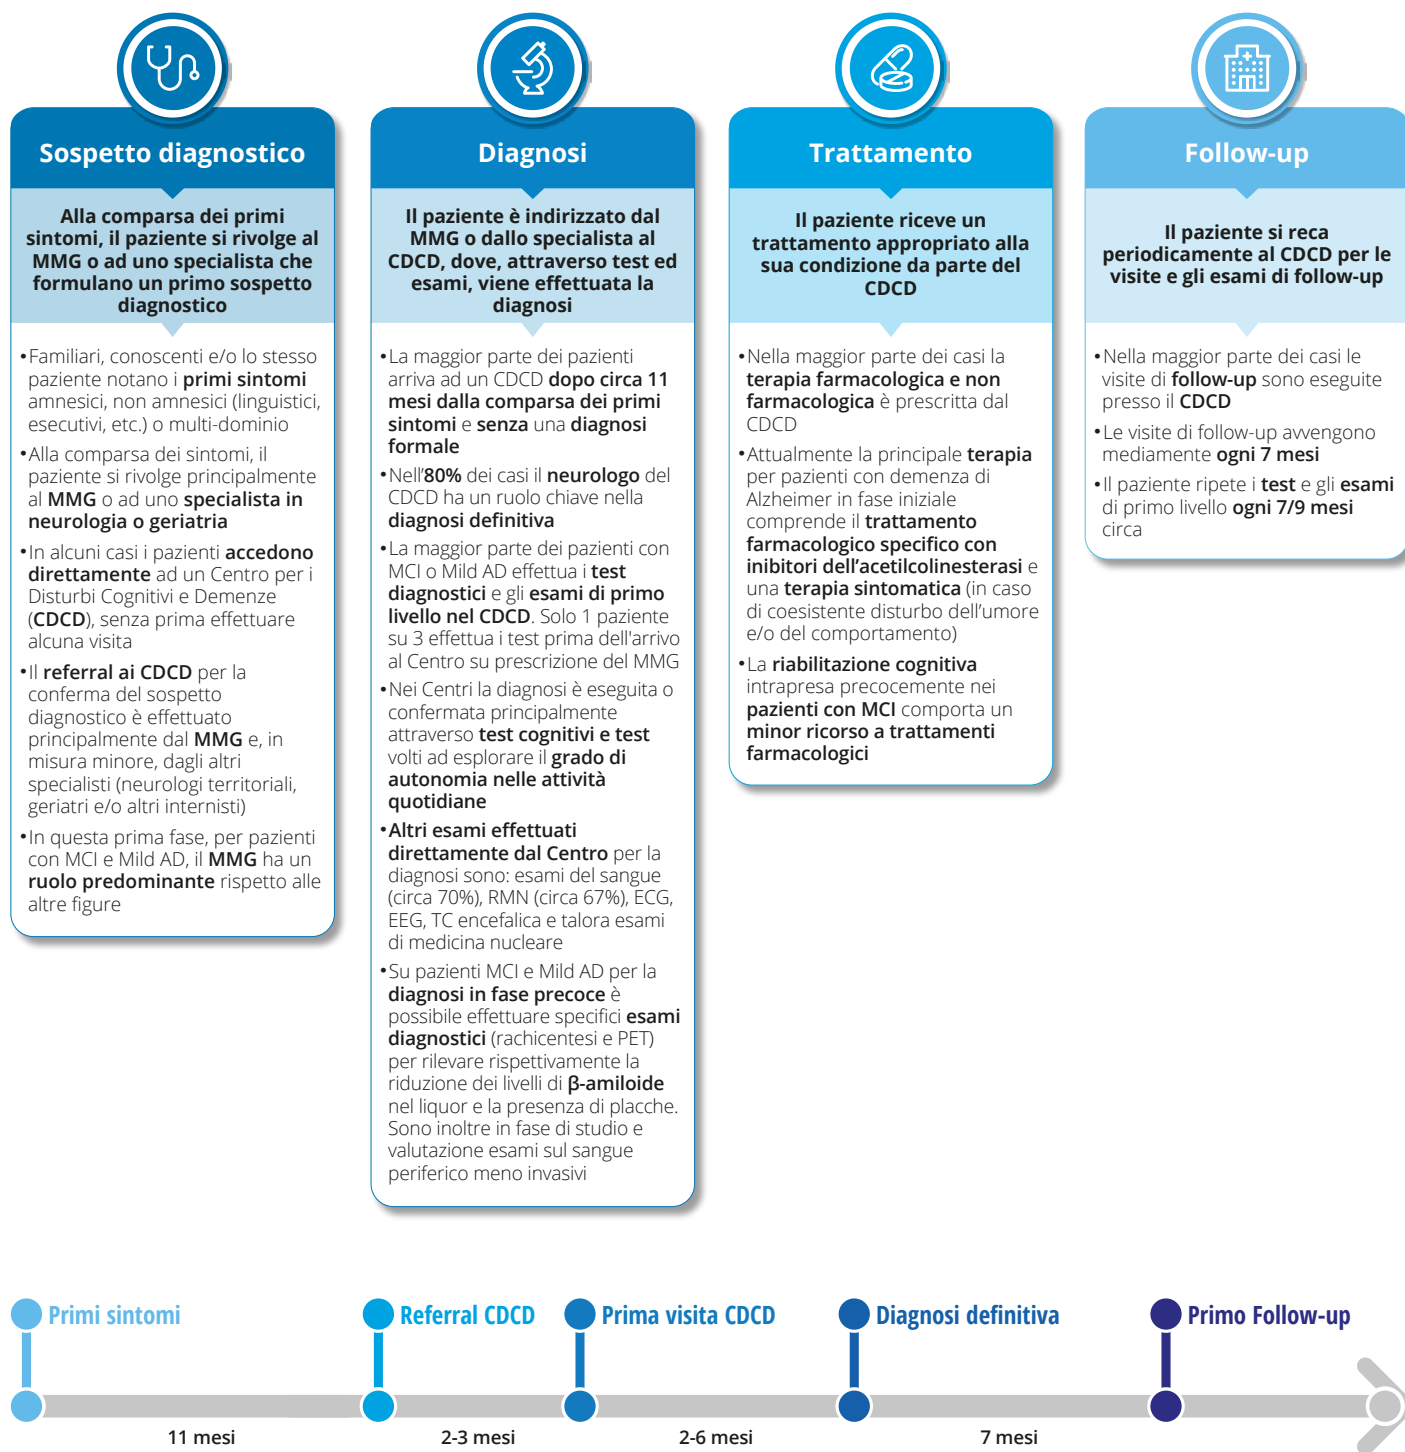 Sospetto diagnostico
Alla comparsa dei primi
sintomi, il paziente si rivolge al
MMG o ad uno specialista che
formulano un primo sospetto
diagnostico
•Familiari, conoscenti e/o lo stesso
paziente notano i primi sintomi
amnesici, non amnesici (linguistici,
esecutivi, etc.) o multi-dominio
•Alla comparsa dei sintomi, il
paziente si rivolge principalmente
al MMG o ad uno specialista in
neurologia o geriatria
•In alcuni casi i pazienti accedono
direttamente ad un Centro per i
Disturbi Cognitivi e Demenze
(CDCD), senza prima effettuare
alcuna visita
•Il referral ai CDCD per la
conferma del sospetto
diagnostico è effettuato
principalmente dal MMG e, in
misura minore, dagli altri
specialisti (neurologi territoriali,
geriatri e/o altri internisti)
•In questa prima fase, per pazienti
con MCI e Mild AD, il MMG ha un
ruolo predominante rispetto alle
altre figure
Diagnosi
Il paziente è indirizzato dal
MMG o dallo specialista al
CDCD, dove, attraverso test ed
esami, viene effettuata la
diagnosi
•La maggior parte dei pazienti
arriva ad un CDCD dopo circa 11
mesi dalla comparsa dei primi
sintomi e senza una diagnosi
formale
•Nell'80% dei casi il neurologo del
CDCD ha un ruolo chiave nella
diagnosi definitiva
•La maggior parte dei pazienti con
MCI o Mild AD effettua i test
diagnostici e gli esami di primo
livello nel CDCD. Solo 1 paziente
su 3 effettua i test prima dell'arrivo
al Centro su prescrizione del MMG
•Nei Centri la diagnosi è eseguita o
confermata principalmente
attraverso test cognitivi e test
volti ad esplorare il grado di
autonomia nelle attività
quotidiane
•Altri esami effettuati
direttamente dal Centro per la
diagnosi sono: esami del sangue
(circa 70%), RMN (circa 67%), ECG,
EEG, TC encefalica e talora esami
di medicina nucleare
•Su pazienti MCI e Mild AD per la
diagnosi in fase precoce è
possibile effettuare specifici esami
diagnostici (rachicentesi e PET)
per rilevare rispettivamente la
riduzione dei livelli di β-amiloide
nel liquor e la presenza di placche.
Sono inoltre in fase di studio e
valutazione esami sul sangue
periferico meno invasivi
Trattamento
Il paziente riceve un
trattamento appropriato alla
sua condizione da parte del
CDCD
•Nella maggior parte dei casi la
terapia farmacologica e non
farmacologica è prescritta dal
CDCD
•Attualmente la principale terapia
per pazienti con demenza di
Alzheimer in fase iniziale
comprende il trattamento
farmacologico specifico con
inibitori dell'acetilcolinesterasi e
una terapia sintomatica (in caso
di coesistente disturbo dell'umore
e/o del comportamento)
•La riabilitazione cognitiva
intrapresa precocemente nei
pazienti con MCI comporta un
minor ricorso a trattamenti
farmacologici
Follow-up
Il paziente si reca
periodicamente al CDCD per le
visite e gli esami di follow-up
•Nella maggior parte dei casi le
visite di follow-up sono eseguite
presso il CDCD
•Le visite di follow-up avvengono
mediamente ogni 7 mesi
•Il paziente ripete i test e gli esami
di primo livello ogni 7/9 mesi
circa
Primi sintomi
Referral CDCD
Prima visita CDCD
Diagnosi definitiva
Primo Follow-up
11 mesi
2-3 mesi
2-6 mesi
7 mesi